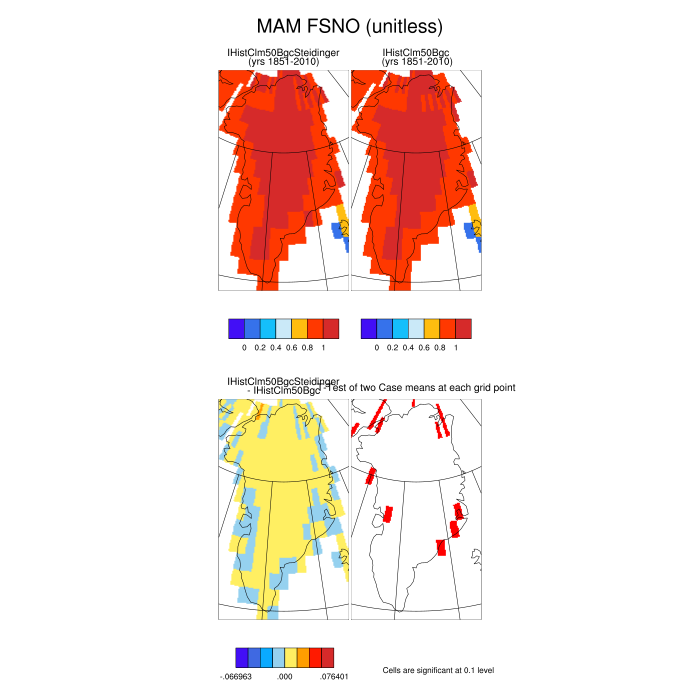 MAM FSNO (unitless)
IHistClm50BgcSteidinger
(yrs 1851-2010)
IHistClm50Bgc
(yrs 1851-2010)
0 0.2 0.4 0.6 0.8 1
0 0.2 0.4 0.6 0.8 1
IHistClm50BgcSteidinger
- IHistClm50Bgc
T-Test of two Case means at each grid point
-.066963 .000 .076401
Cells are significant at 0.1 level